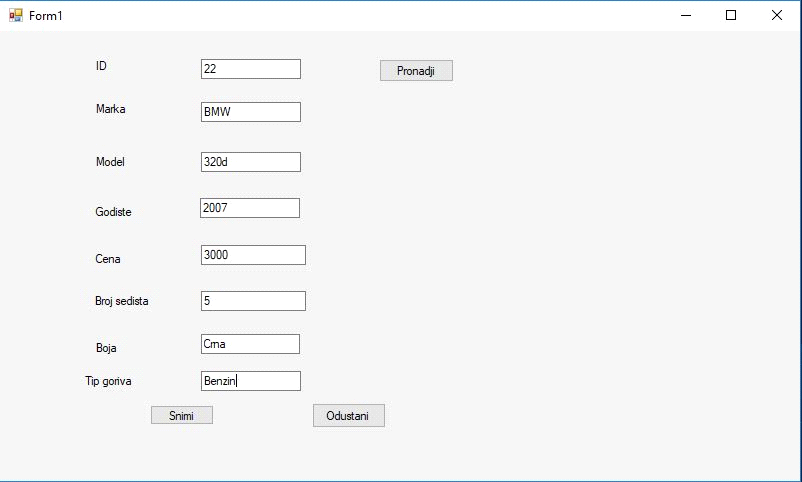 Form1
ID 22 Pronadji
Marka BMW
Model 320d
Godiste 2007
Cena 3000
Broj sedista 5
Boja Crna
Tip goriva Benzin
Snimi Odustani